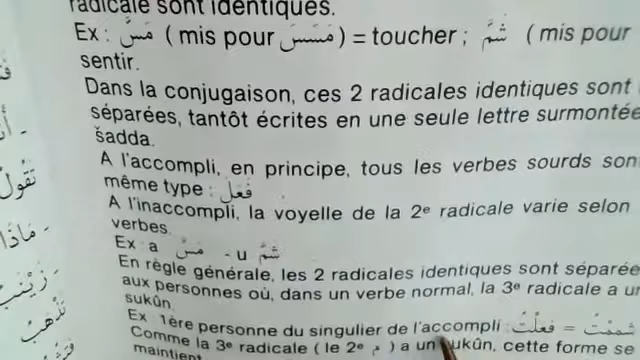 radicale sont identiques.
Ex : مَسَّ ( mis pour مَسَسَ ) = toucher ; شَمَّ ( mis pour
sentir.
Dans la conjugaison, ces 2 radicales identiques sont
séparées, tantôt écrites en une seule lettre surmontée
šadda.
A l'accompli, en principe, tous les verbes sourds sont
même type : فَعَلَ
A l'inaccompli, la voyelle de la 2e radicale varie selon
verbes.
Ex : a مَسَّ - u شَمَّ
En règle générale, les 2 radicales identiques sont séparée
aux personnes où, dans un verbe normal, la 3e radicale a un
sukûn.
Ex 1ère personne du singulier de l'accompli : شَمَمْتُ = فَعَلْتُ
Comme la 3e radicale ( le 2e م ) a un sukûn, cette forme se
maintient
تَقُول
- مَاذَا
- زَيْنَب
تَذْهَبُ